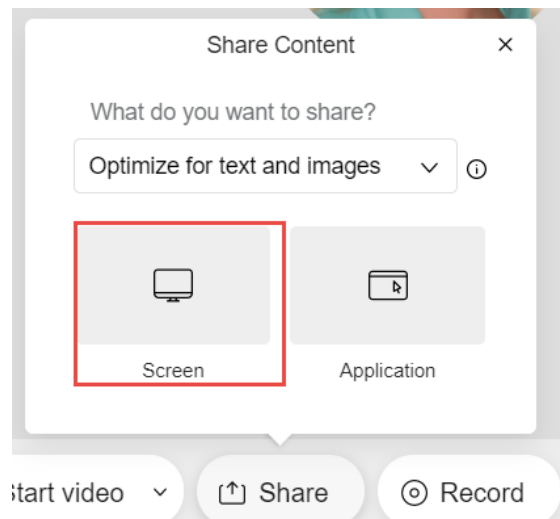 Share Content
What do you want to share?
Optimize for text and images
Screen
Application
tart video
Share
Record